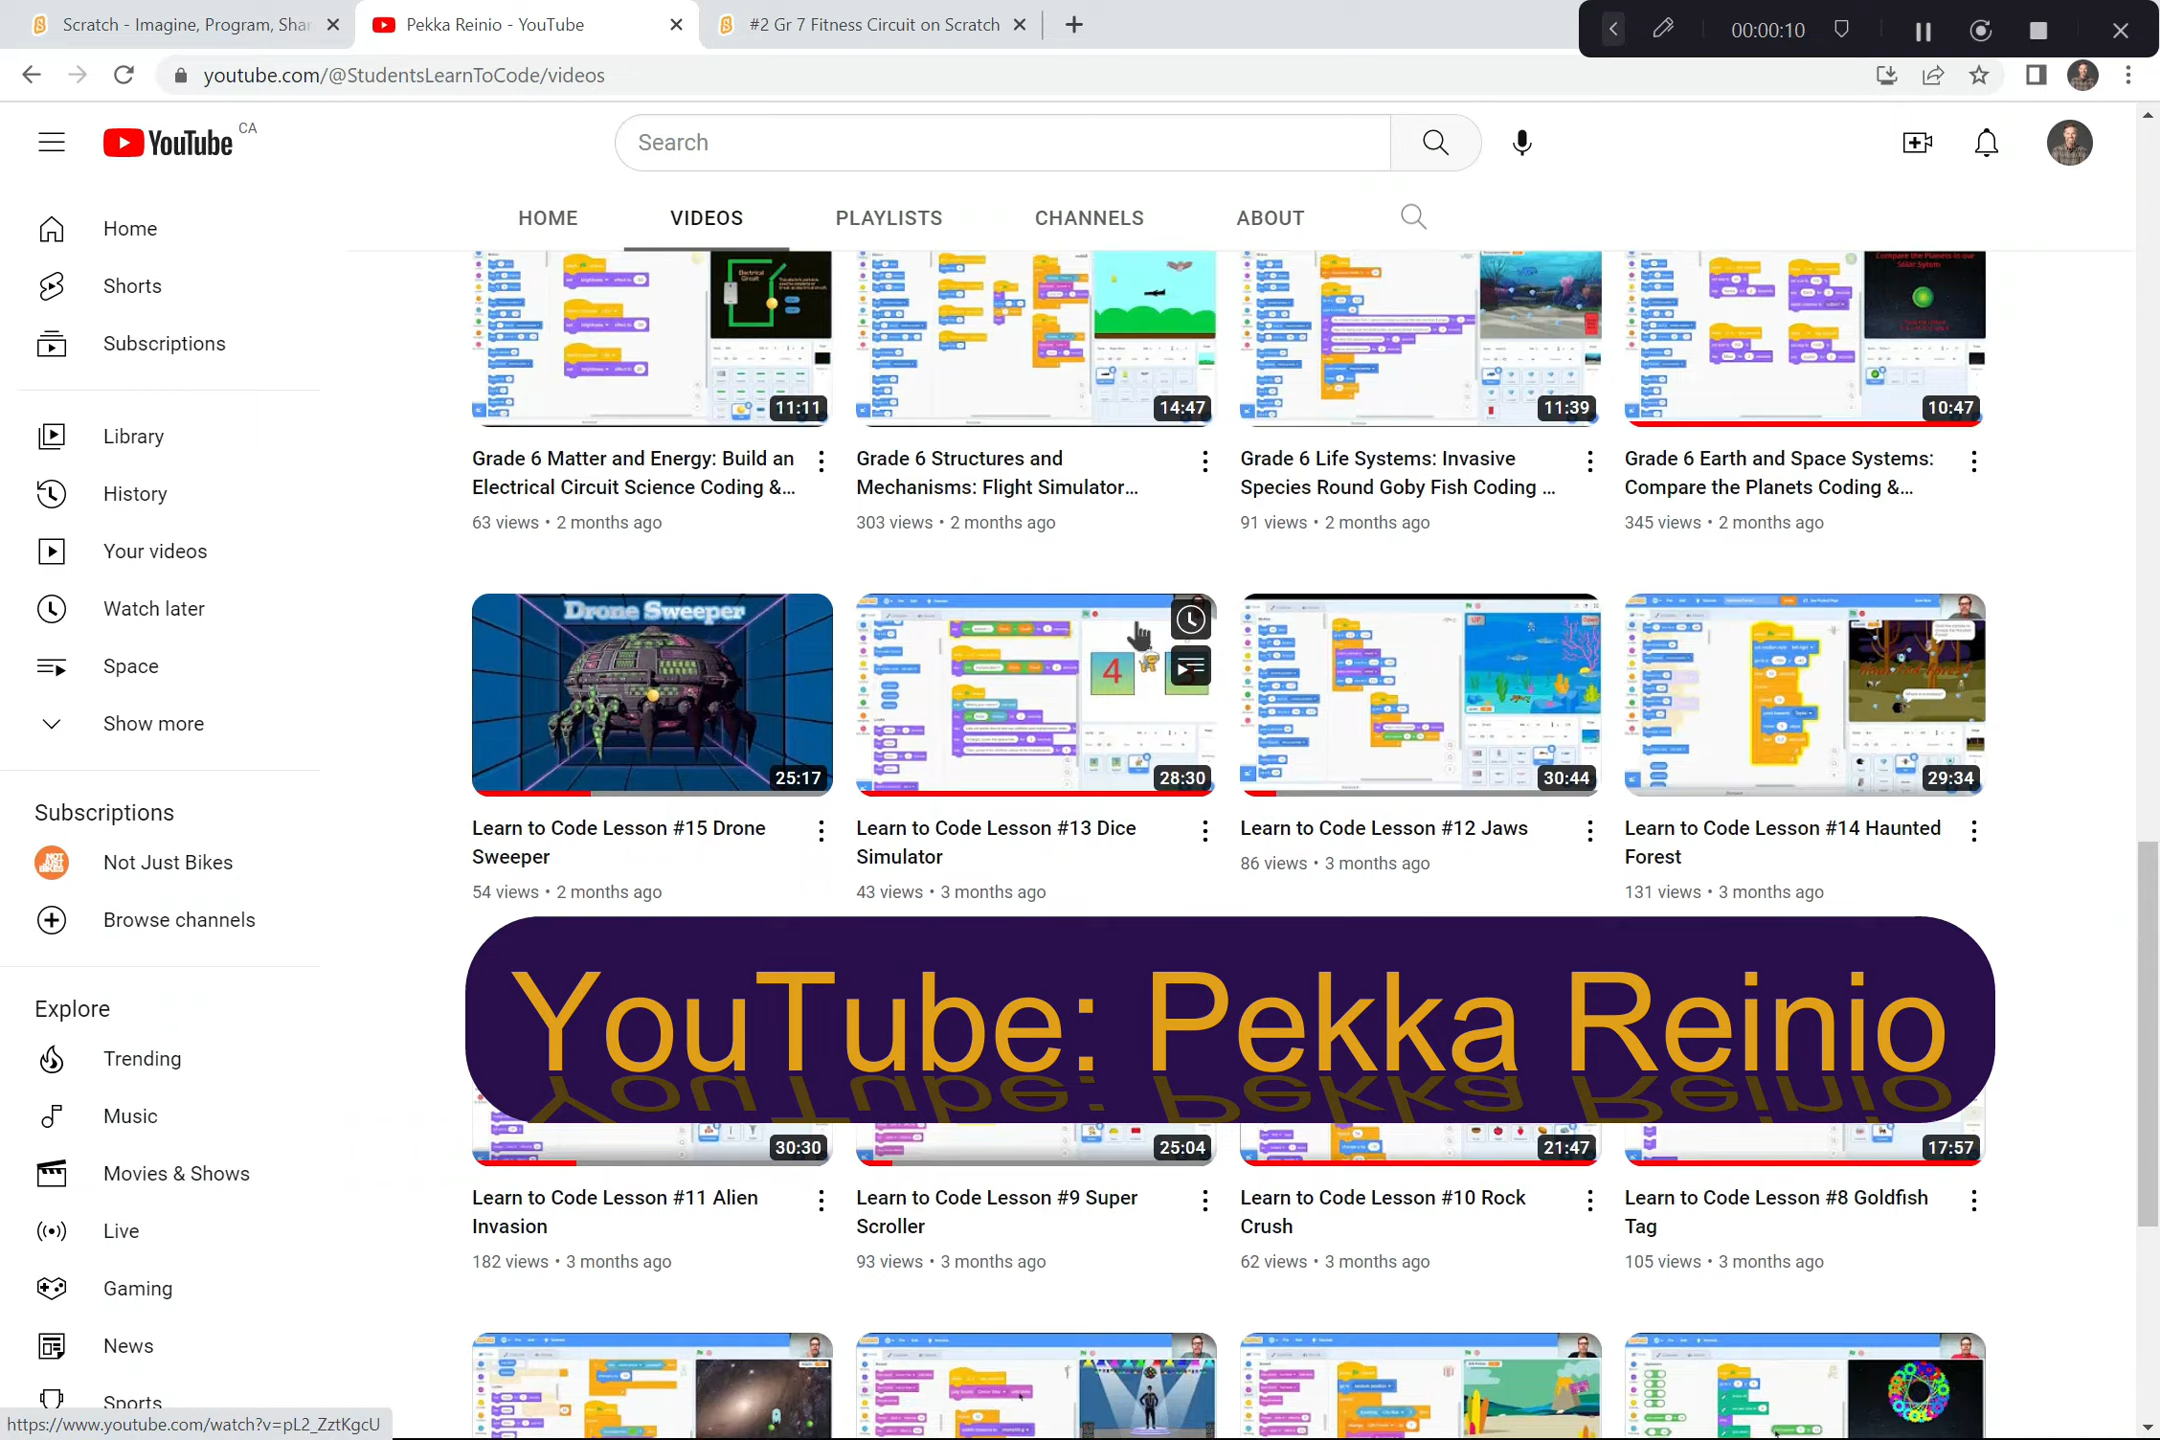 Scratch - Imagine, Program, Shar
Pekka Reinio - YouTube
#2 Gr 7 Fitness Circuit on Scratch
00:00:10
youtube.com/@StudentsLearnToCode/videos
YouTube CA
Search
HOME
VIDEOS
PLAYLISTS
CHANNELS
ABOUT
Home
Shorts
Subscriptions
Library
History
Your videos
Watch later
Space
Show more
Subscriptions
Not Just Bikes
Browse channels
Explore
Trending
Music
Movies & Shows
Live
Gaming
News
Sports
https://www.youtube.com/watch?v=pL2_ZztKgcU
Electrical
Circuit
11:11
14:47
11:39
Compare the Planets in our
Solar Sytom
10:47
Grade 6 Matter and Energy: Build an
Electrical Circuit Science Coding &...
63 views • 2 months ago
Grade 6 Structures and
Mechanisms: Flight Simulator...
303 views • 2 months ago
Grade 6 Life Systems: Invasive
Species Round Goby Fish Coding ...
91 views • 2 months ago
Grade 6 Earth and Space Systems:
Compare the Planets Coding &...
345 views • 2 months ago
Drone Sweeper
25:17
4
28:30
30:44
29:34
Learn to Code Lesson #15 Drone
Sweeper
54 views • 2 months ago
Learn to Code Lesson #13 Dice
Simulator
43 views • 3 months ago
Learn to Code Lesson #12 Jaws
86 views • 3 months ago
Learn to Code Lesson #14 Haunted
Forest
131 views • 3 months ago
YouTube: Pekka Reinio
30:30
25:04
21:47
17:57
Learn to Code Lesson #11 Alien
Invasion
182 views • 3 months ago
Learn to Code Lesson #9 Super
Scroller
93 views • 3 months ago
Learn to Code Lesson #10 Rock
Crush
62 views • 3 months ago
Learn to Code Lesson #8 Goldfish
Tag
105 views • 3 months ago